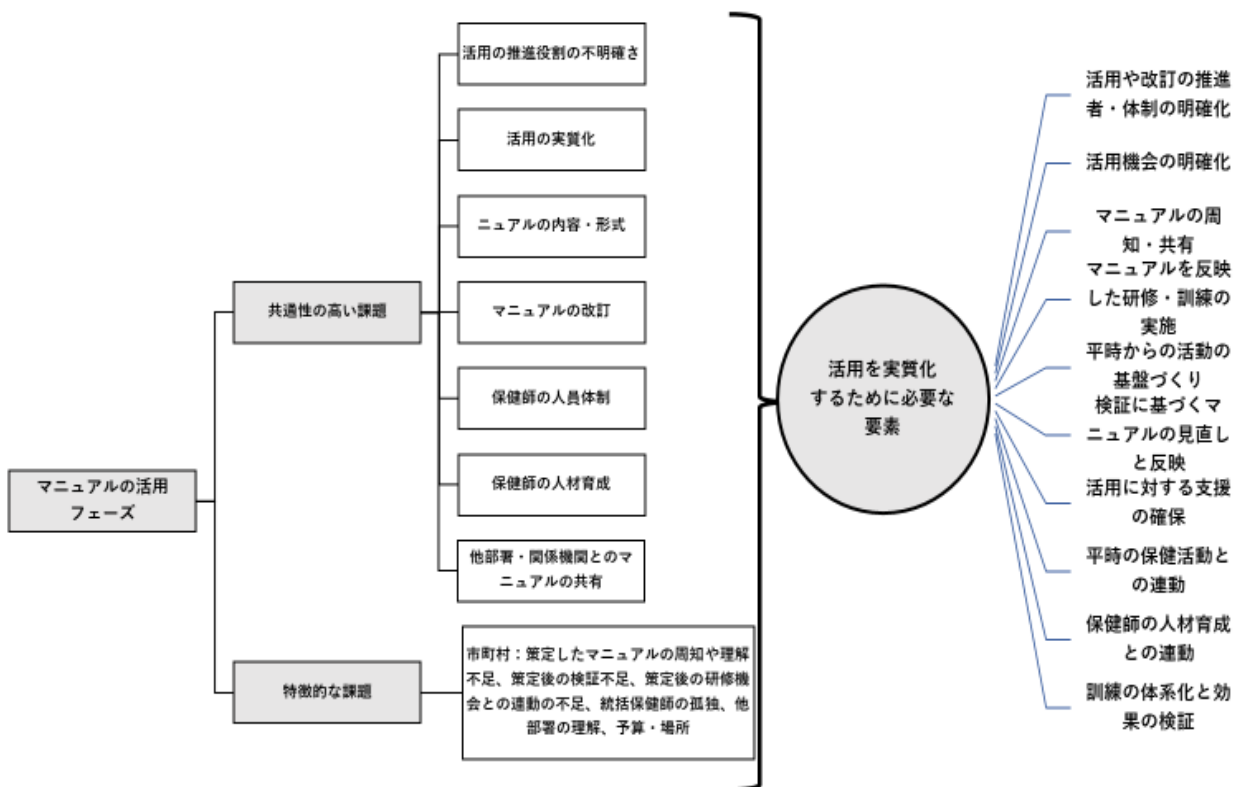 マニュアルの活用
フェーズ
共通性の高い課題
特徴的な課題
活用の推進役割の不明確さ
活用の実質化
ニュアルの内容・形式
マニュアルの改訂
保健師の人員体制
保健師の人材育成
他部署・関係機関とのマ
ニュアルの共有
市町村：策定したマニュアルの周知や理解
不足、策定後の検証不足、策定後の研修機
会との連動の不足、統括保健師の孤独、他
部署の理解、予算・場所
活用を実質化
するために必要な
要素
活用や改訂の推進
者・体制の明確化
活用機会の明確化
マニュアルの周
知・共有
マニュアルを反映
した研修・訓練の
実施
平時からの活動の
基盤づくり
検証に基づくマ
ニュアルの見直し
と反映
活用に対する支援
の確保
平時の保健活動と
の連動
保健師の人材育成
との連動
訓練の体系化と効
果の検証